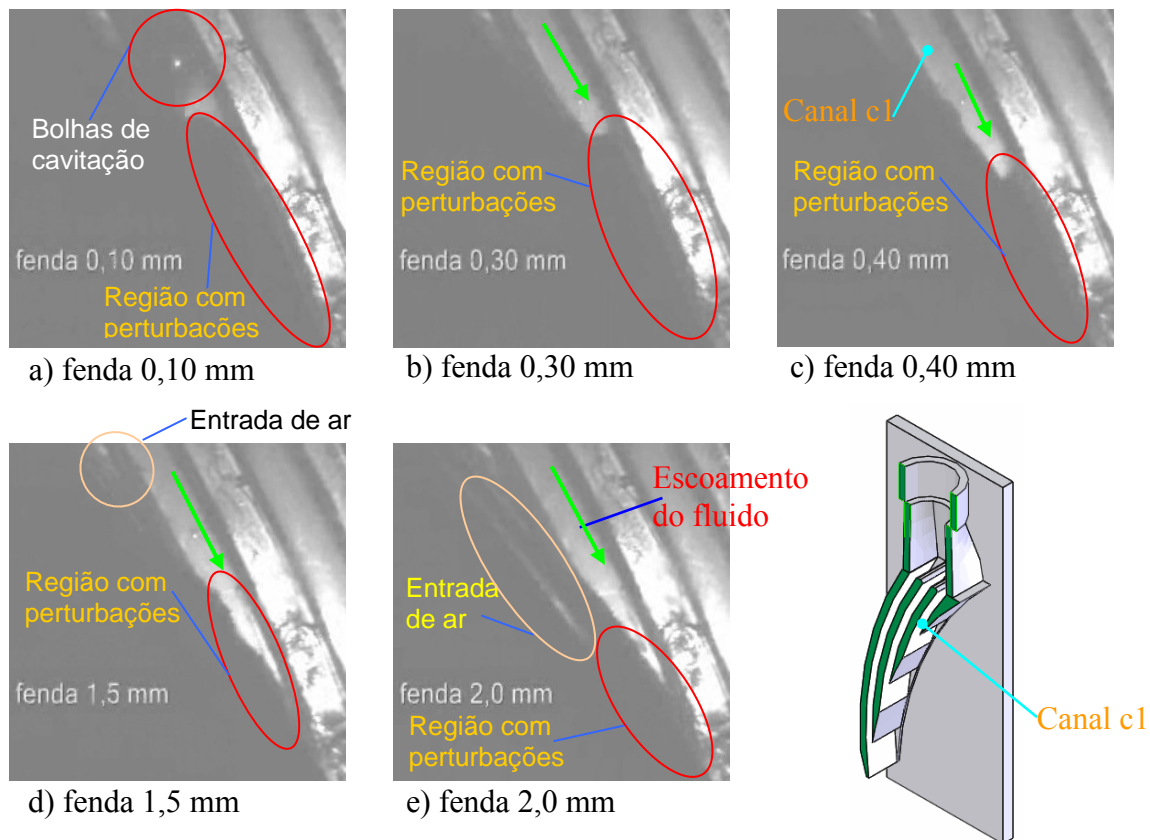 Bolhas de
cavitação
fenda 0,10 mm
Região com
perturbações
a) fenda 0,10 mm
Região com
perturbações
fenda 0,30 mm
b) fenda 0,30 mm
Canal c1
Região com
perturbações
fenda 0,40 mm
c) fenda 0,40 mm
Entrada de ar
Região com
perturbações
fenda 1,5 mm
d) fenda 1,5 mm
Escoamento
do fluido
Entrada
de ar
fenda 2,0 mm
Região com
perturbações
e) fenda 2,0 mm
Canal c1